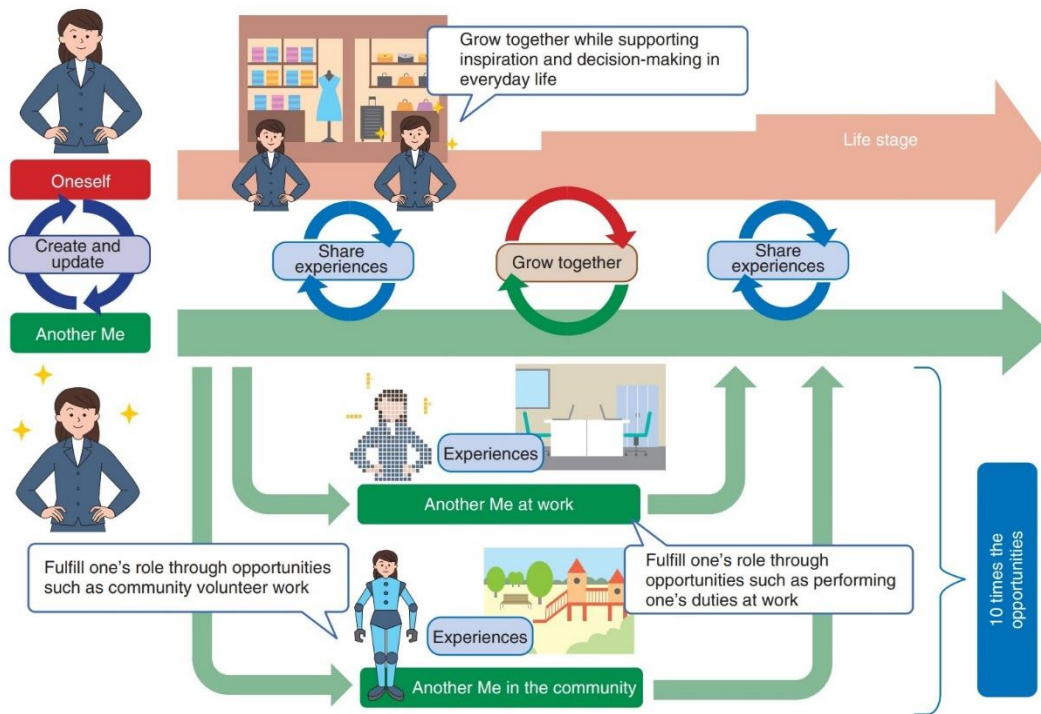 Grow together while supporting
inspiration and decision-making in
everyday life
Life stage
Oneself
Create and
update
Share
experiences
Grow together
Share
experiences
Another Me
Experiences
Another Me at work
Fulfill one’s role through opportunities
such as community volunteer work
Fulfill one’s role through
opportunities such as performing
one’s duties at work
Experiences
Another Me in the community
10 times the
opportunities